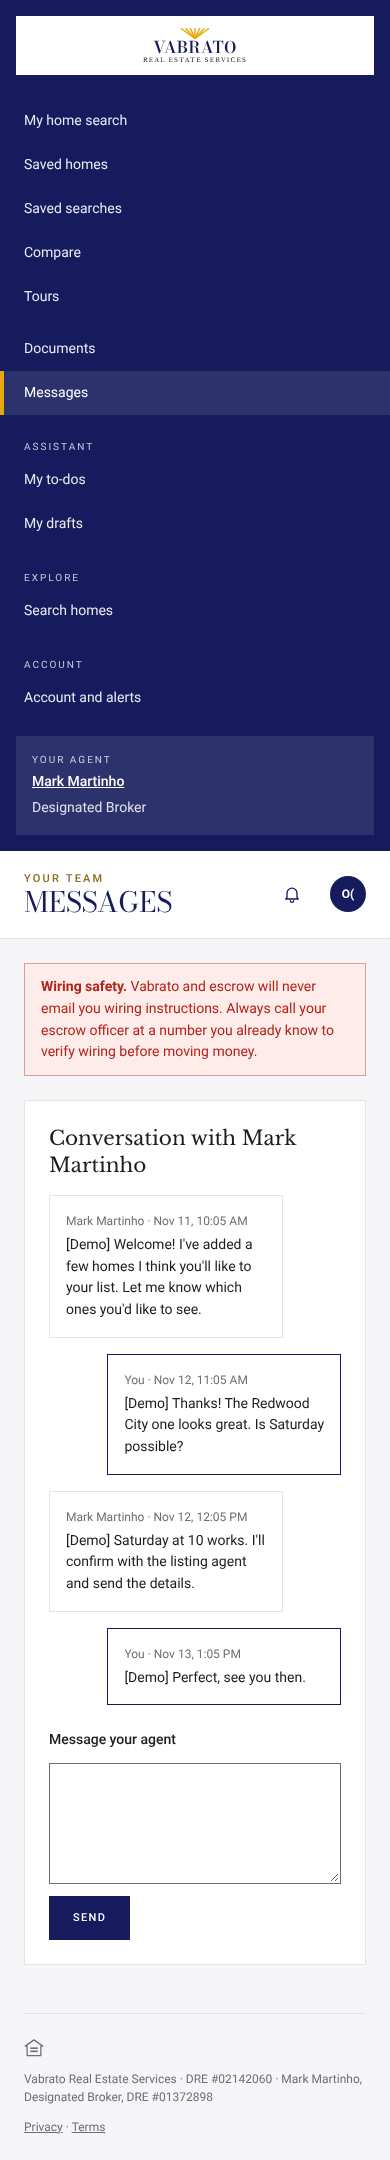 VABRATO
REAL ESTATE SERVICES
My home search
Saved homes
Saved searches
Compare
Tours
Documents
Messages
ASSISTANT
My to-dos
My drafts
EXPLORE
Search homes
ACCOUNT
Account and alerts
YOUR AGENT
Mark Martinho
Designated Broker
YOUR TEAM
MESSAGES
O(
Wiring safety. Vabrato and escrow will never
email you wiring instructions. Always call your
escrow officer at a number you already know to
verify wiring before moving money.
Conversation with Mark
Martinho
Mark Martinho · Nov 11, 10:05 AM
[Demo] Welcome! I've added a
few homes I think you'll like to
your list. Let me know which
ones you'd like to see.
You · Nov 12, 11:05 AM
[Demo] Thanks! The Redwood
City one looks great. Is Saturday
possible?
Mark Martinho · Nov 12, 12:05 PM
[Demo] Saturday at 10 works. I'll
confirm with the listing agent
and send the details.
You · Nov 13, 1:05 PM
[Demo] Perfect, see you then.
Message your agent
SEND
Vabrato Real Estate Services · DRE #02142060 · Mark Martinho,
Designated Broker, DRE #01372898
Privacy · Terms